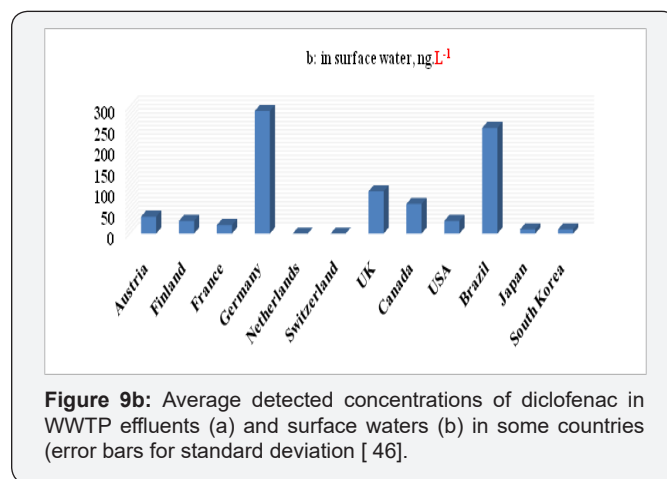 b: in surface water, ng.L-1
300
250
200
150
100
50
0
Austria
Finland
France
Germany
Netherlands
Switzerland
UK
Canada
USA
Brazil
Japan
South Korea
Figure 9b: Average detected concentrations of diclofenac in
WWTP effluents (a) and surface waters (b) in some countries
(error bars for standard deviation [ 46].